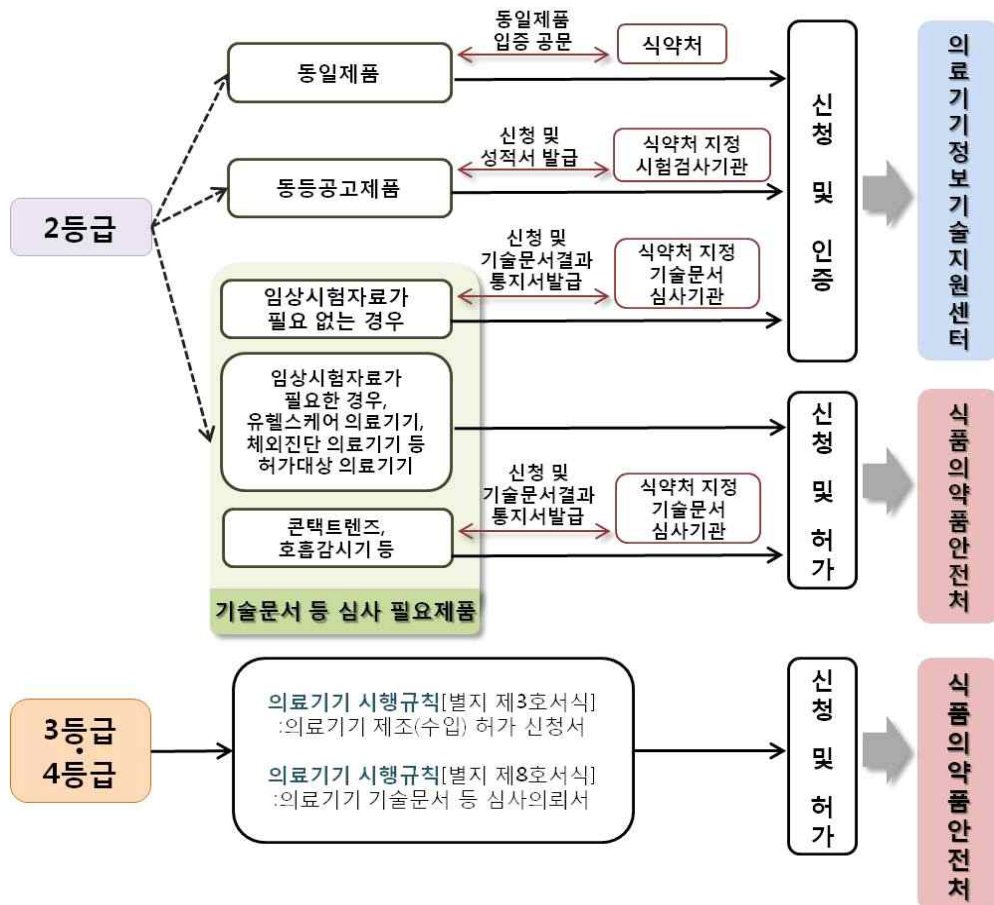 동일제품
입증 공문
식약처
동일제품
신청 및
성적서 발급
식약처 지정
시험검사기관
동등공고제품
2등급
신청 및
기술문서결과
통지서발급
식약처 지정
기술문서
심사기관
임상시험자료가
필요 없는 경우
신청 및 인증
의료기기정보기술지원센터
임상시험자료가
필요한 경우,
유헬스케어 의료기기,
체외진단 의료기기 등
허가대상 의료기기
신청 및
기술문서결과
통지서발급
식약처 지정
기술문서
심사기관
콘택트렌즈,
호흡감시기 등
기술문서 등 심사 필요제품
신청 및 허가
식품의약품안전처
3등급
·
4등급
의료기기 시행규칙[별지 제3호서식]
:의료기기 제조(수입) 허가 신청서
의료기기 시행규칙[별지 제8호서식]
:의료기기 기술문서 등 심사의뢰서
신청 및 허가
식품의약품안전처